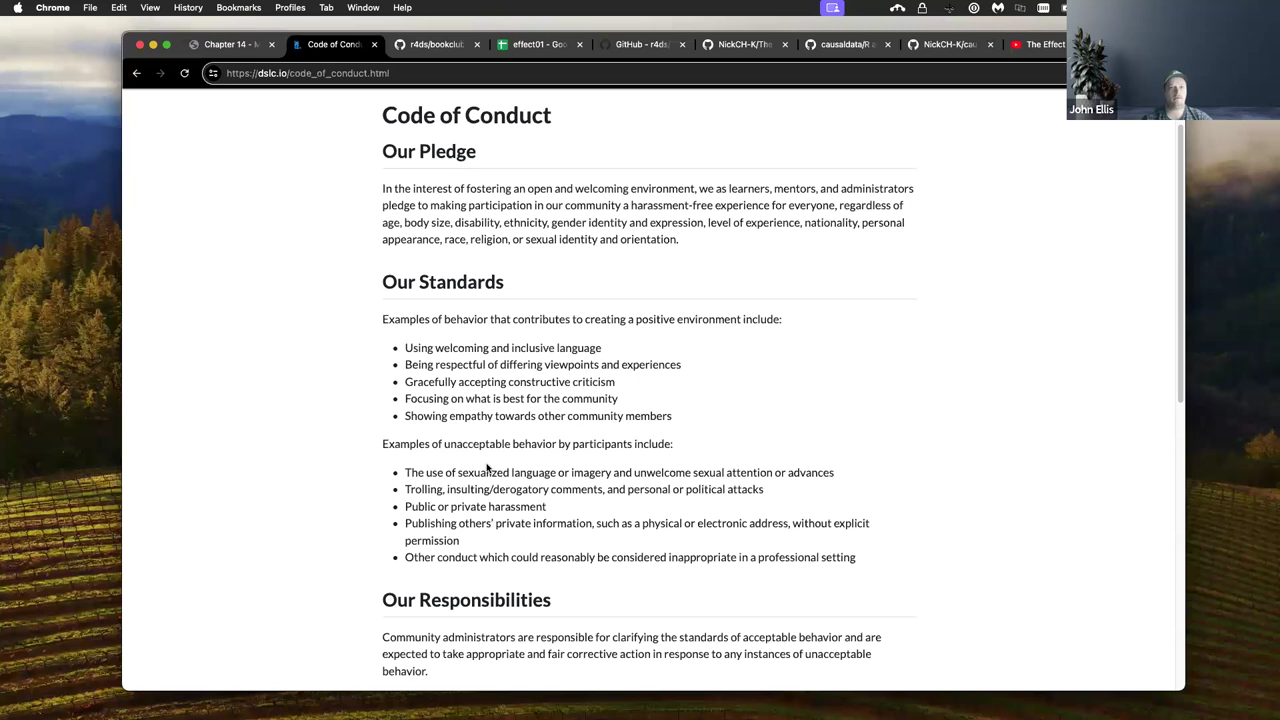 Chrome File Edit View History Bookmarks Profiles Tab Window Help
Chapter 14 - Code of Cond r4ds/bookclub effect01 - Goo GitHub - r4ds/ NickCH-K/The causaldata/R NickCH-K/cau The Effect
https://dslc.io/code_of_conduct.html
John Ellis
Code of Conduct
Our Pledge
In the interest of fostering an open and welcoming environment, we as learners, mentors, and administrators
pledge to making participation in our community a harassment-free experience for everyone, regardless of
age, body size, disability, ethnicity, gender identity and expression, level of experience, nationality, personal
appearance, race, religion, or sexual identity and orientation.
Our Standards
Examples of behavior that contributes to creating a positive environment include:
• Using welcoming and inclusive language
• Being respectful of differing viewpoints and experiences
• Gracefully accepting constructive criticism
• Focusing on what is best for the community
• Showing empathy towards other community members
Examples of unacceptable behavior by participants include:
• The use of sexualized language or imagery and unwelcome sexual attention or advances
• Trolling, insulting/derogatory comments, and personal or political attacks
• Public or private harassment
• Publishing others' private information, such as a physical or electronic address, without explicit
permission
• Other conduct which could reasonably be considered inappropriate in a professional setting
Our Responsibilities
Community administrators are responsible for clarifying the standards of acceptable behavior and are
expected to take appropriate and fair corrective action in response to any instances of unacceptable
behavior.